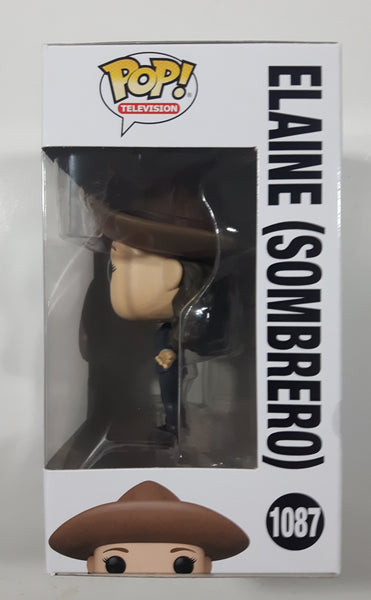 POP!
TELEVISION
ELAINE (SOMBRERO)
1087